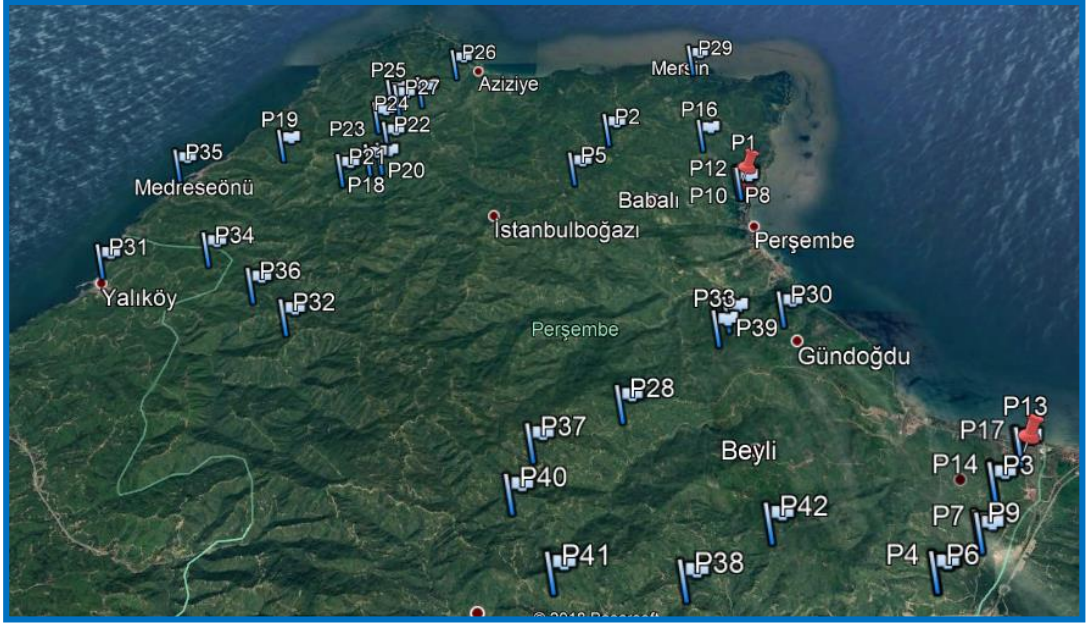 P26
P29
Aziziye
Mersin
P25
P27
P24
P2
P16
P19
P23
P22
P1
P35
P21
P5
P12
P20
Medreseönü
P18
Babalı
P10
P8
İstanbulboğazı
P34
Perşembe
P31
P36
Yalıköy
P32
P33
P30
Perşembe
P39
Gündoğdu
P28
P13
P37
P17
Beyli
P14
P3
P40
P42
P7
P9
P41
P38
P4
P6
© 2018